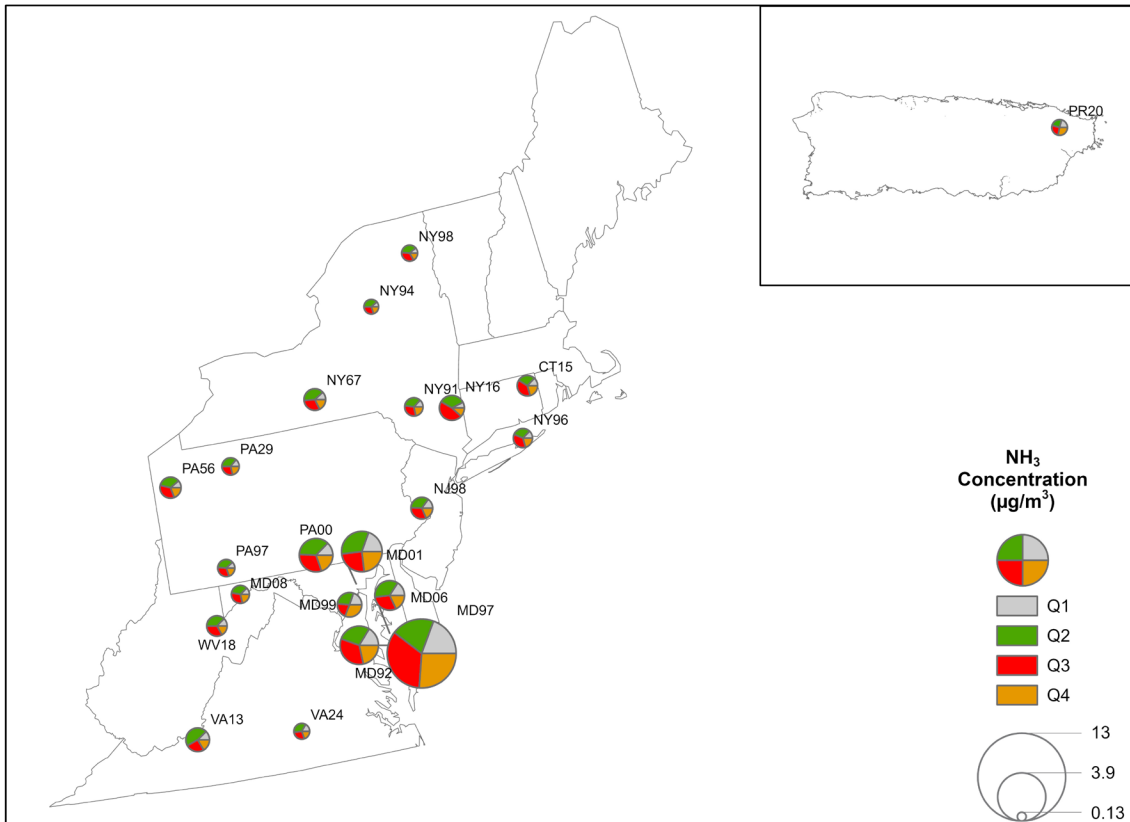 PR20
NY98
NY94
NY67
NY91
NY16
CT15
NY96
PA29
PA56
NJ98
PA00
MD01
PA97
MD08
MD99
MD06
MD97
WV18
MD92
VA13
VA24
NH₃
Concentration
(µg/m³)
Q1
Q2
Q3
Q4
13
3.9
0.13